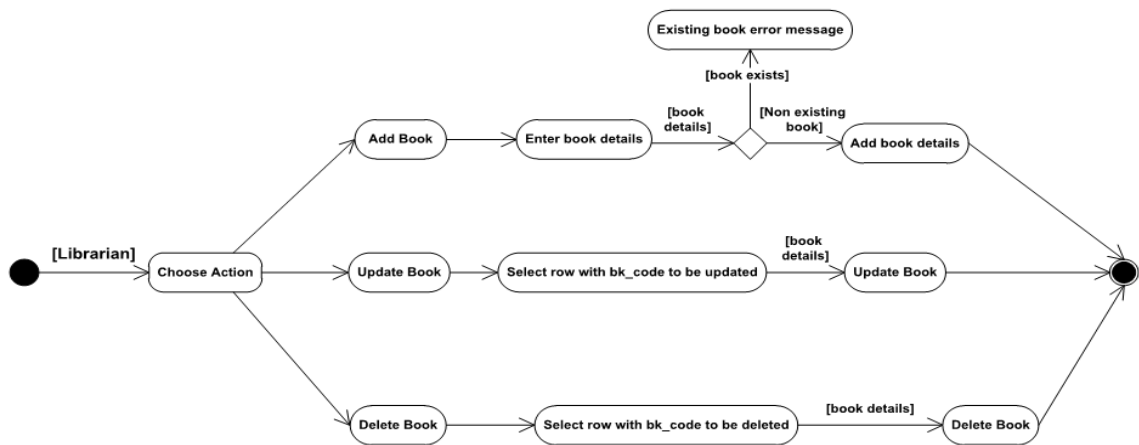 Existing book error message
[book exists]
[book
details]
[Non existing
book]
Add Book
Enter book details
Add book details
[Librarian]
Choose Action
Update Book
Select row with bk_code to be updated
[book
details]
Update Book
Delete Book
Select row with bk_code to be deleted
[book details]
Delete Book